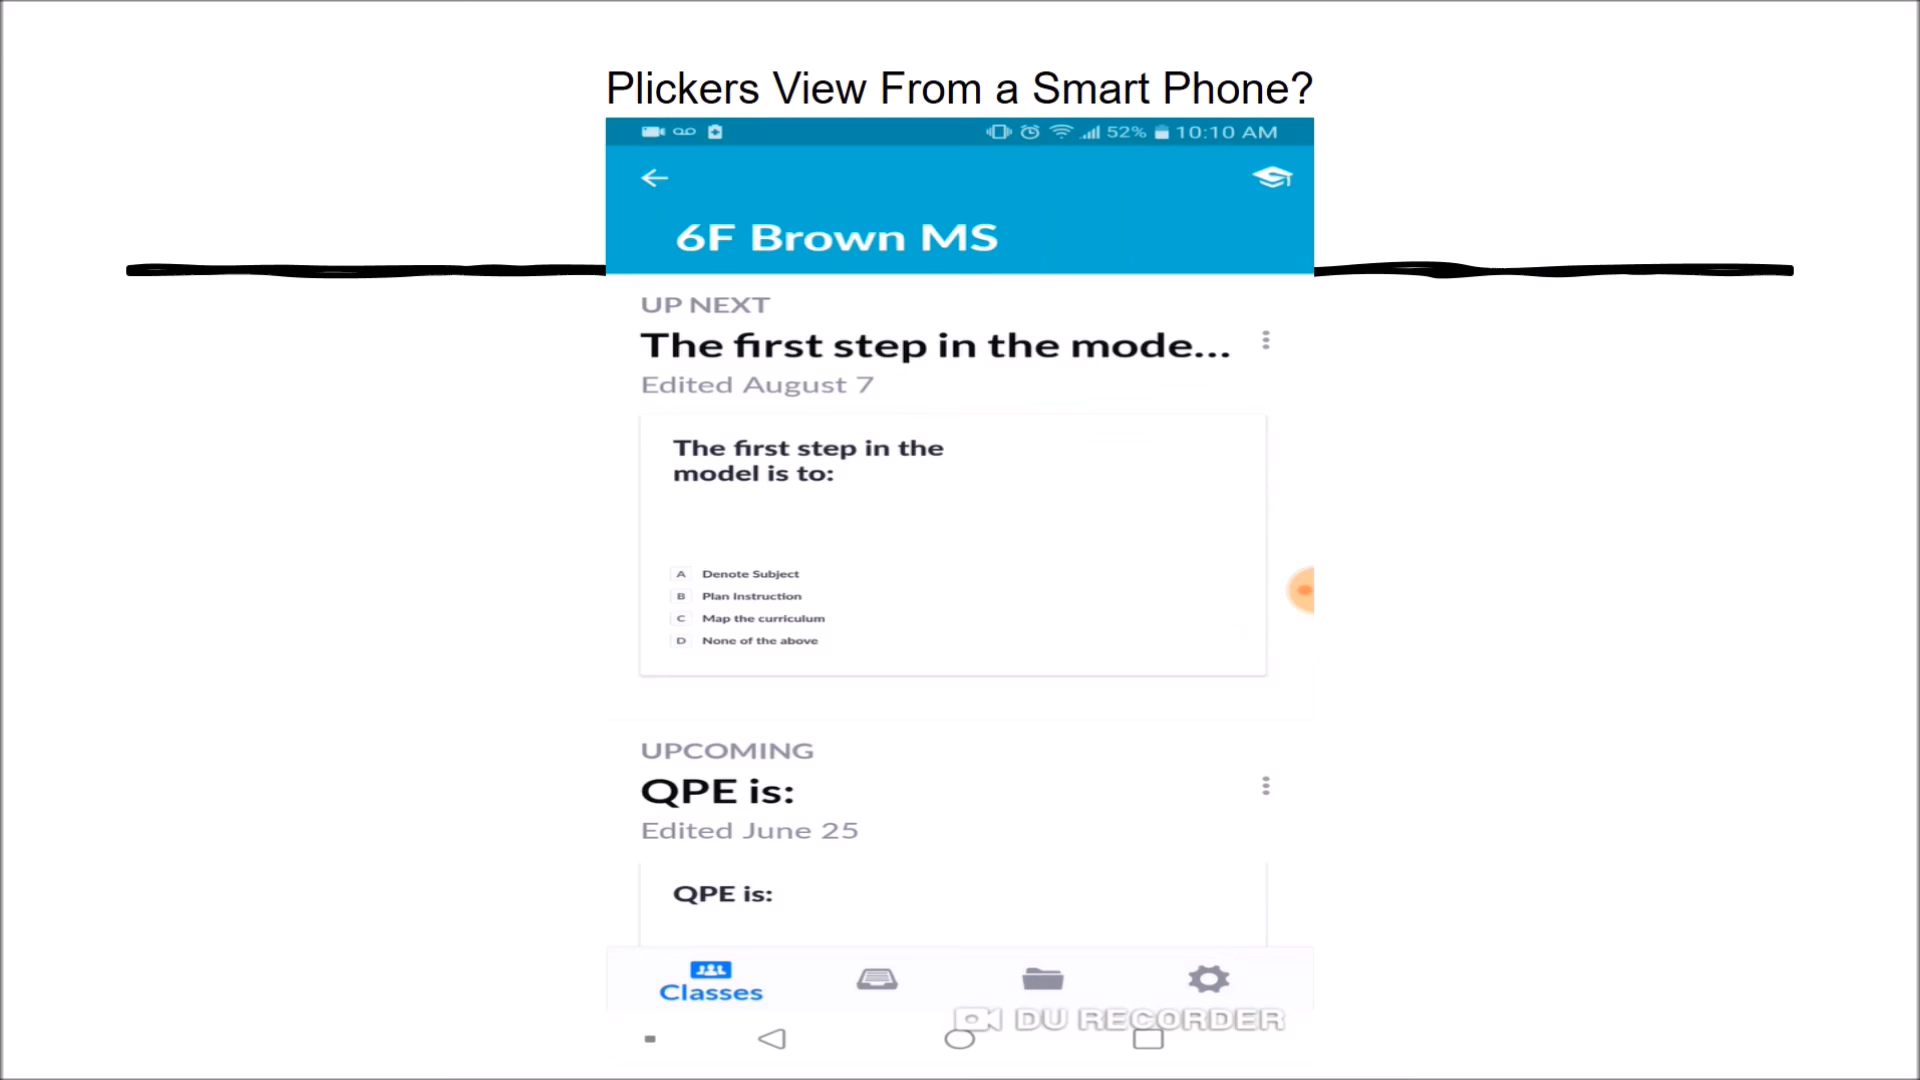 Plickers View From a Smart Phone?
52% 10:10 AM
6F Brown MS
UP NEXT
The first step in the mode...
Edited August 7
The first step in the
model is to:
A Denote Subject
B Plan Instruction
C Map the curriculum
D None of the above
UPCOMING
QPE is:
Edited June 25
QPE is:
Classes
DU RECORDER